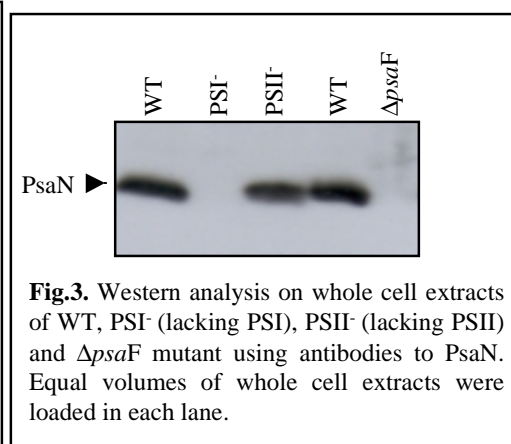 WT PSI⁻ PSII⁻ WT ΔpsaF
PsaN
Fig.3. Western analysis on whole cell extracts
of WT, PSI⁻ (lacking PSI), PSII⁻ (lacking PSII)
and ΔpsaF mutant using antibodies to PsaN.
Equal volumes of whole cell extracts were
loaded in each lane.